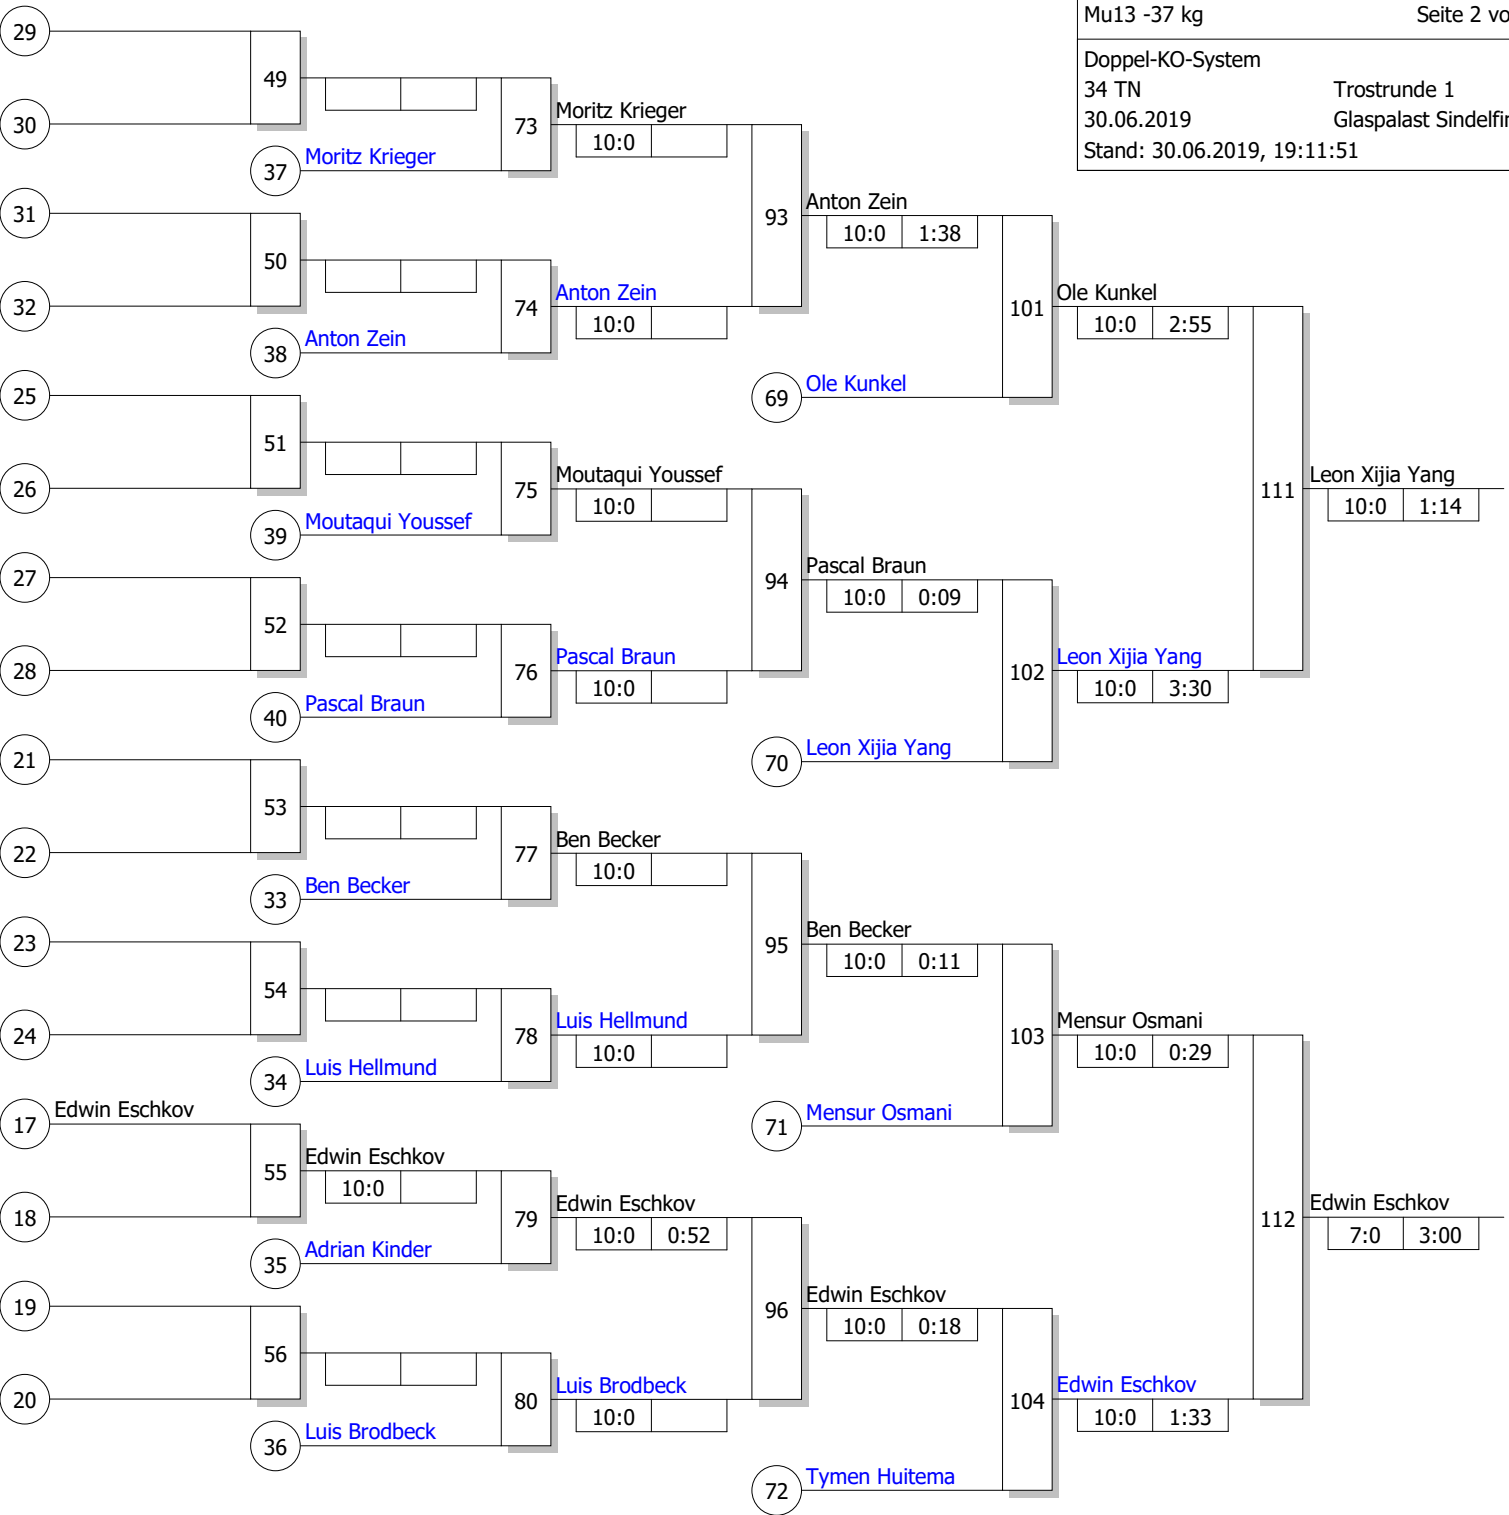 Mu13 -37 kg Seite 2 vo
Doppel-KO-System
34 TN Trostrunde 1
30.06.2019 Glaspalast Sindelfin
Stand: 30.06.2019, 19:11:51
29
49
30
73
Moritz Krieger
10:0
37
Moritz Krieger
31
93
Anton Zein
10:0 1:38
50
32
74
Anton Zein
10:0
38
Anton Zein
101
Ole Kunkel
10:0 2:55
69
Ole Kunkel
25
51
26
75
Moutaqui Youssef
10:0
39
Moutaqui Youssef
111
Leon Xijia Yang
10:0 1:14
27
94
Pascal Braun
10:0 0:09
52
28
76
Pascal Braun
10:0
40
Pascal Braun
102
Leon Xijia Yang
10:0 3:30
70
Leon Xijia Yang
21
53
22
77
Ben Becker
10:0
33
Ben Becker
23
95
Ben Becker
10:0 0:11
54
24
78
Luis Hellmund
10:0
34
Luis Hellmund
103
Mensur Osmani
10:0 0:29
71
Mensur Osmani
17
Edwin Eschkov
55
Edwin Eschkov
10:0
18
79
Edwin Eschkov
10:0 0:52
35
Adrian Kinder
112
Edwin Eschkov
7:0 3:00
19
96
Edwin Eschkov
10:0 0:18
56
20
80
Luis Brodbeck
10:0
36
Luis Brodbeck
104
Edwin Eschkov
10:0 1:33
72
Tymen Huitema